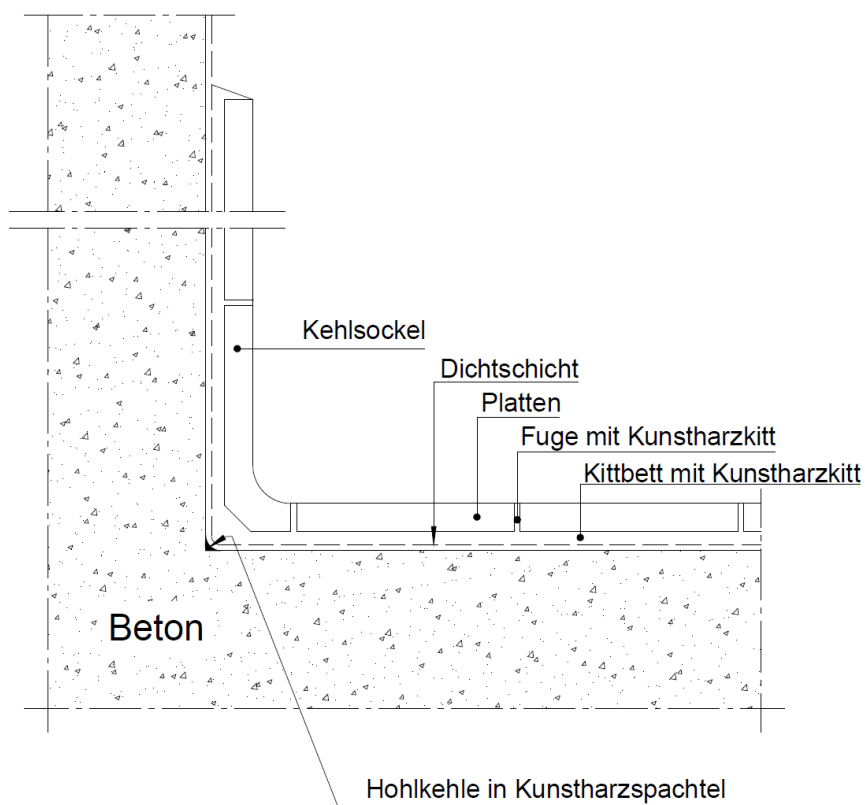 Kehlsockel
Dichtschicht
Platten
Fuge mit Kunstharzkitt
Kittbett mit Kunstharzkitt
Beton
Hohlkehle in Kunstharzspachtel